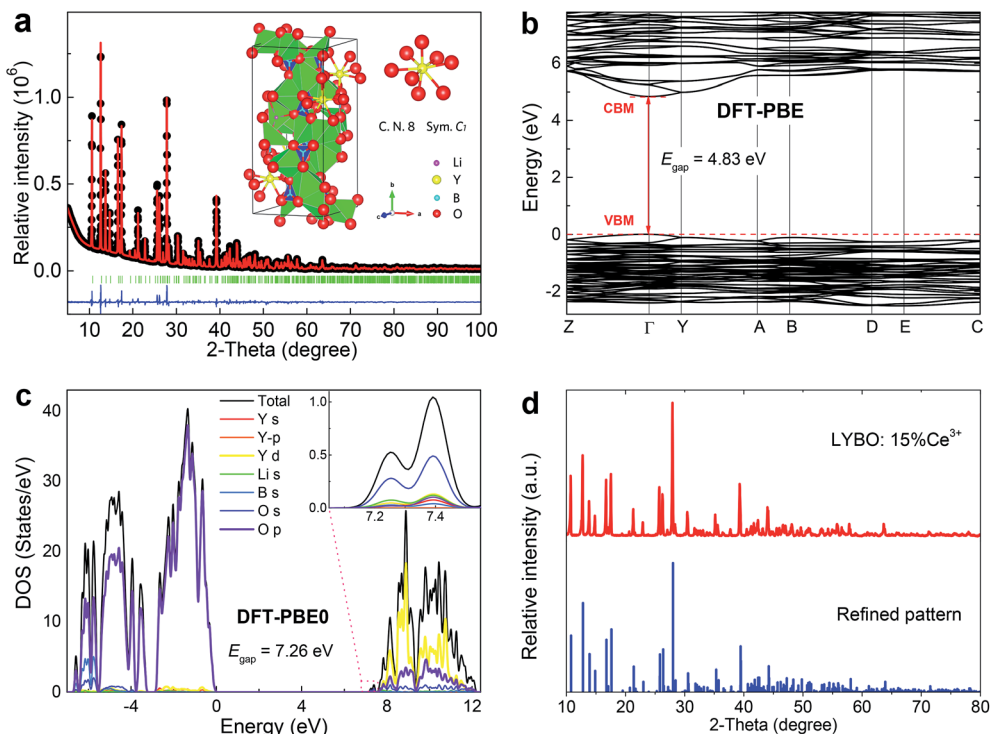 a
Relative intensity (10⁶)
1.0
0.5
0.0
C. N. 8 Sym. C₁
Li
Y
B
O
b
a
c
10 20 30 40 50 60 70 80 90 100
2-Theta (degree)
b
Energy (eV)
6
4
2
0
-2
CBM
DFT-PBE
E_gap = 4.83 eV
VBM
Z Γ Y A B D E C
c
DOS (States/eV)
40
30
20
10
0
Total
Y s
Y-p
Y d
Li s
B s
O s
O p
1.0
0.5
0.0
7.2 7.4
DFT-PBE0
E_gap = 7.26 eV
-4 0 4 8 12
Energy (eV)
d
Relative intensity (a.u.)
LYBO: 15%Ce³⁺
Refined pattern
10 20 30 40 50 60 70 80
2-Theta (degree)